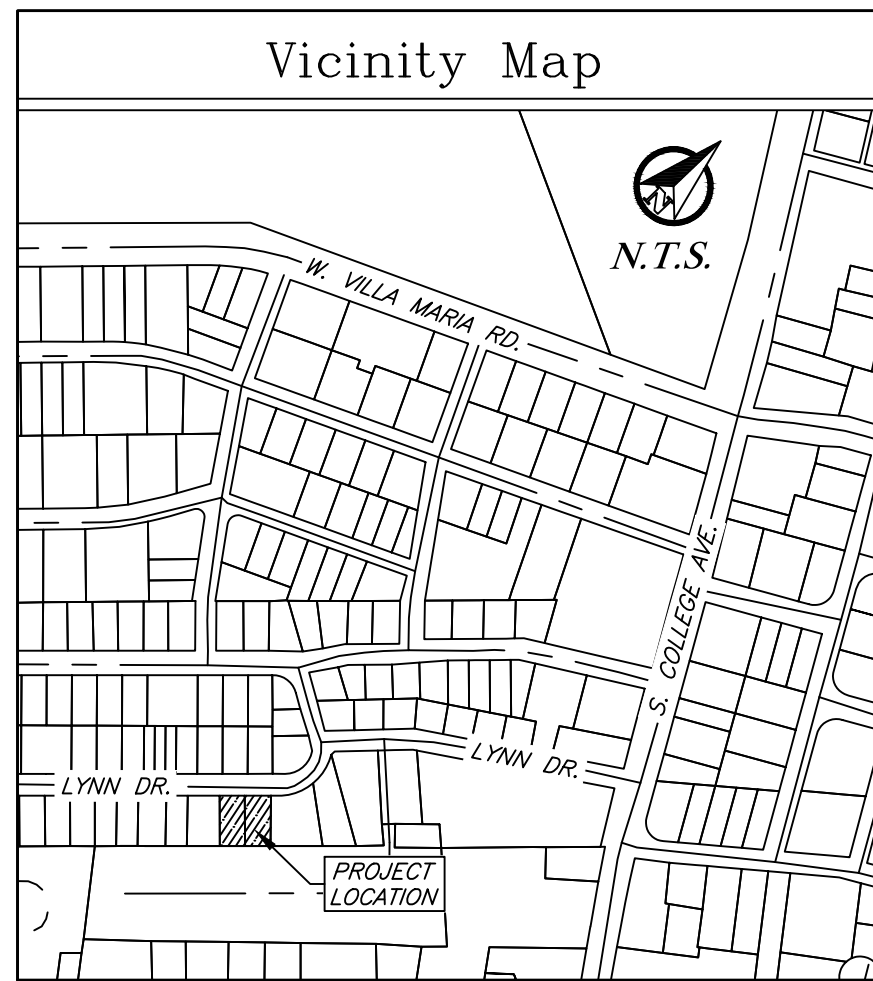 Vicinity Map
N
N.T.S.
W. VILLA MARIA RD.
S. COLLEGE AVE.
LYNN DR.
LYNN DR.
PROJECT
LOCATION